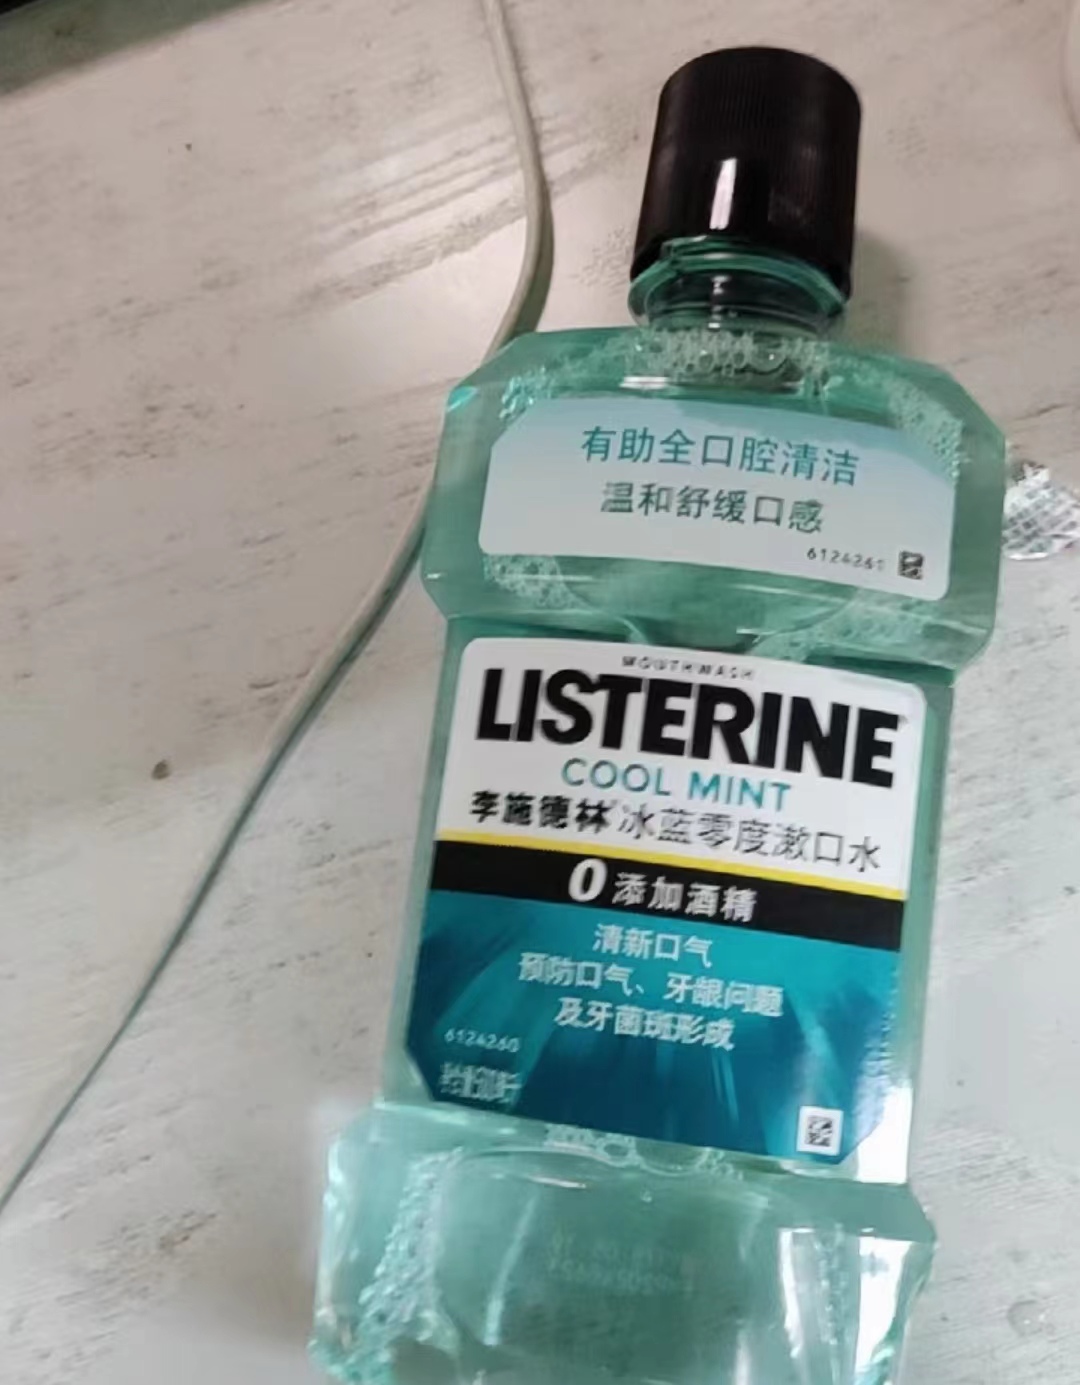 有助全口腔清洁
温和舒缓口感
6124261
MOUTHWASH
LISTERINE
COOL MINT
李施德林 冰蓝零度漱口水
0 添加酒精
清新口气
预防口气、牙龈问题
及牙菌斑形成
6124260